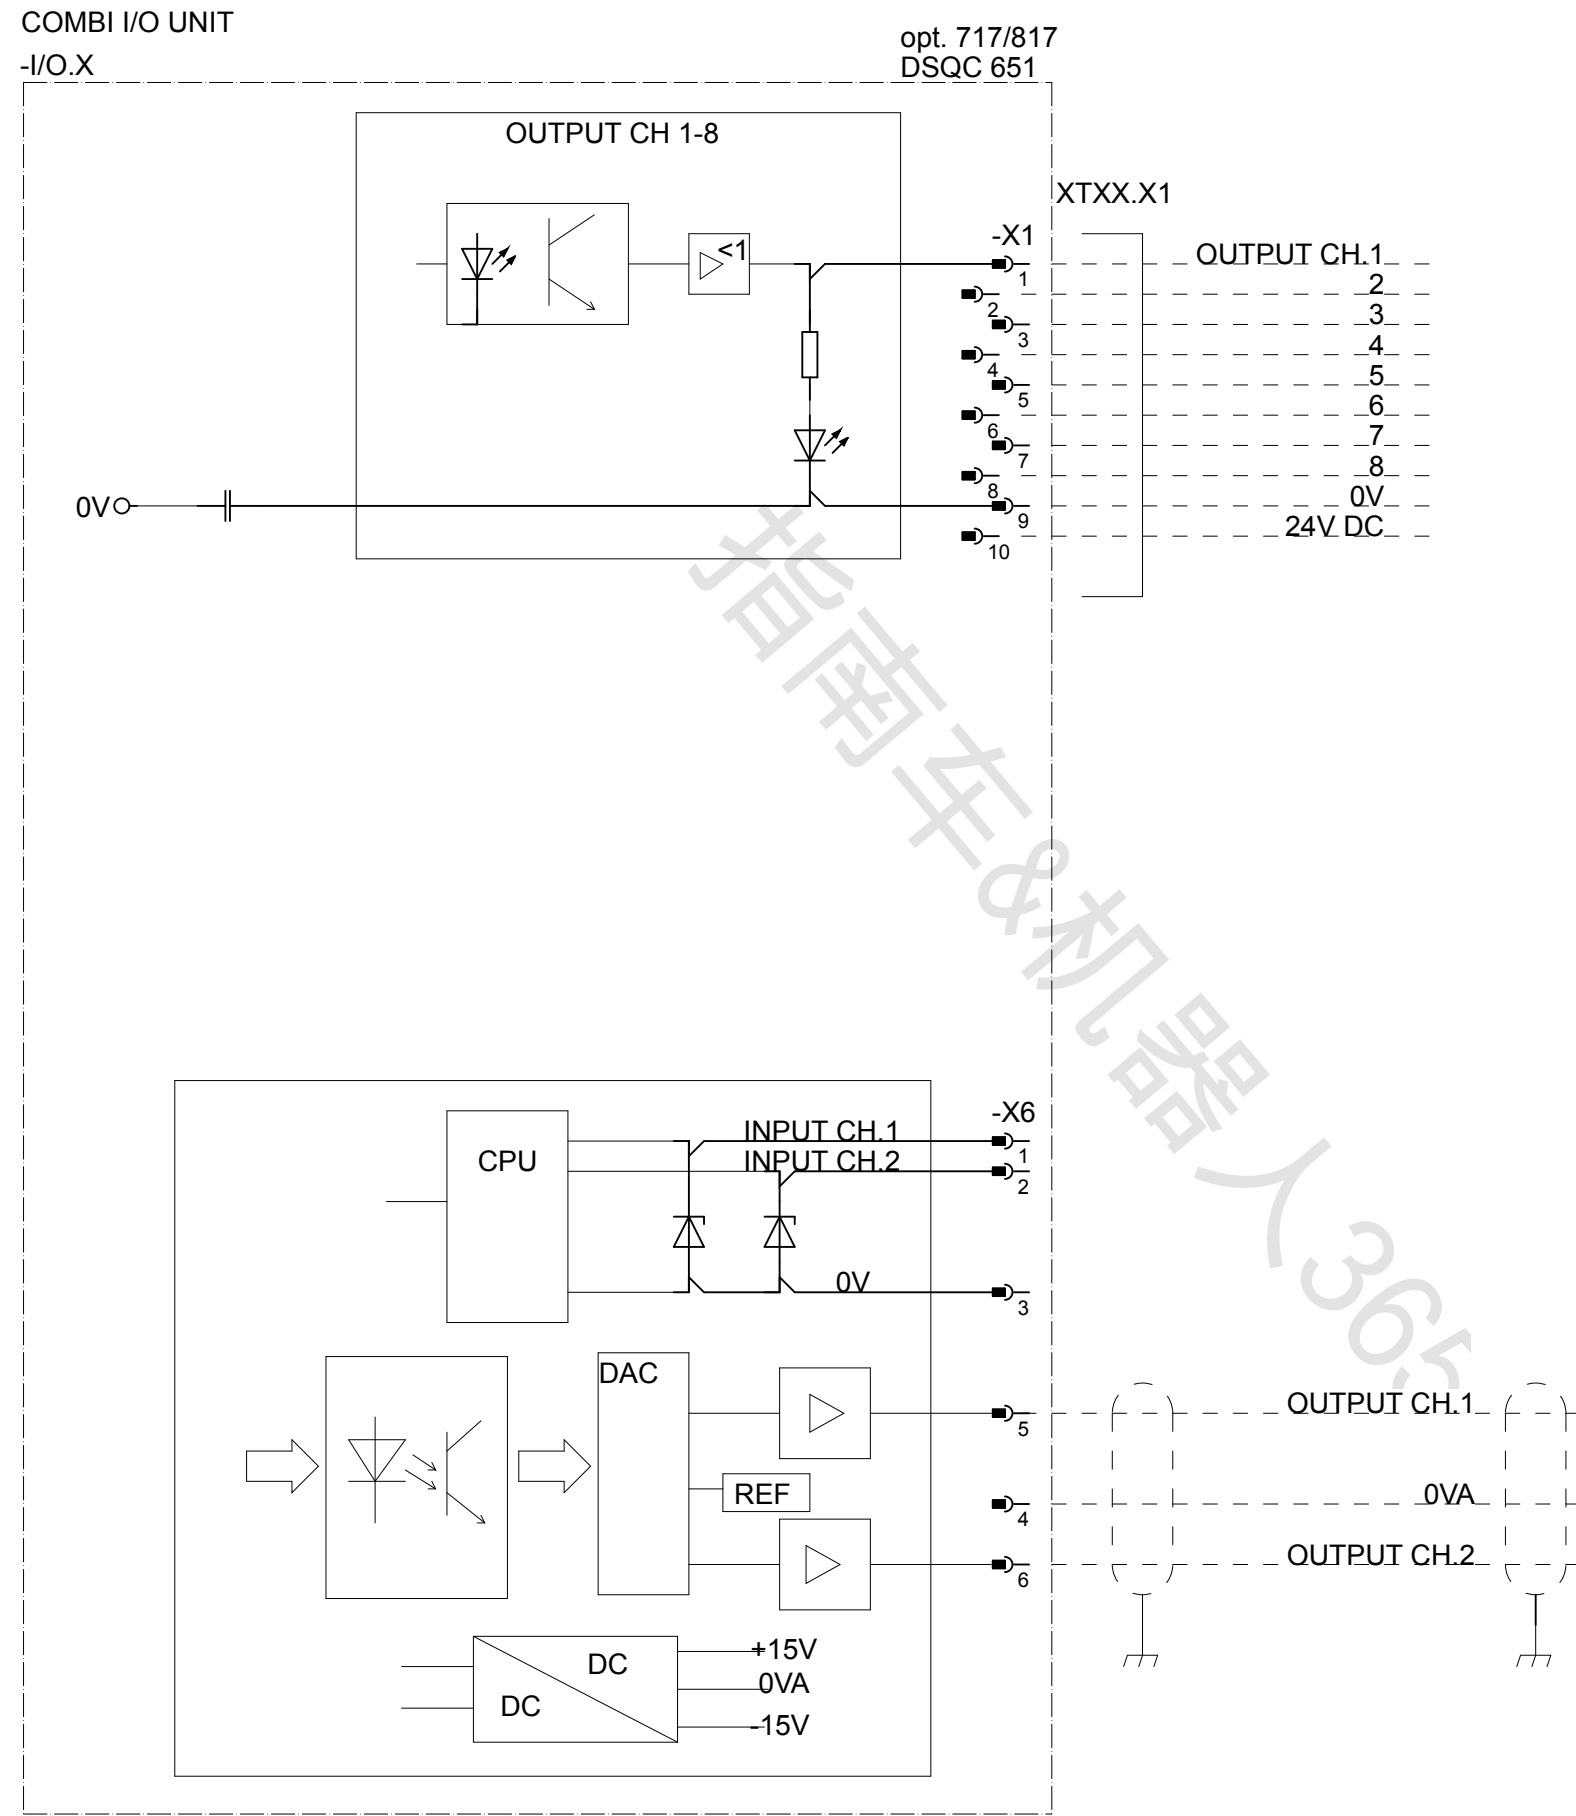 COMBI I/O UNIT
-I/O.X
opt. 717/817
DSQC 651
OUTPUT CH 1-8
XTXX.X1
<1
-X1
OUTPUT CH.1
1
2
2
3
3
4
4
5
5
6
6
7
7
8
8
0V
0V
9
24V DC
10
指南车&机器人365
-X6
INPUT CH.1
1
CPU
INPUT CH.2
2
0V
3
DAC
OUTPUT CH.1
5
REF
0VA
4
OUTPUT CH.2
6
+15V
DC
0VA
DC
-15V